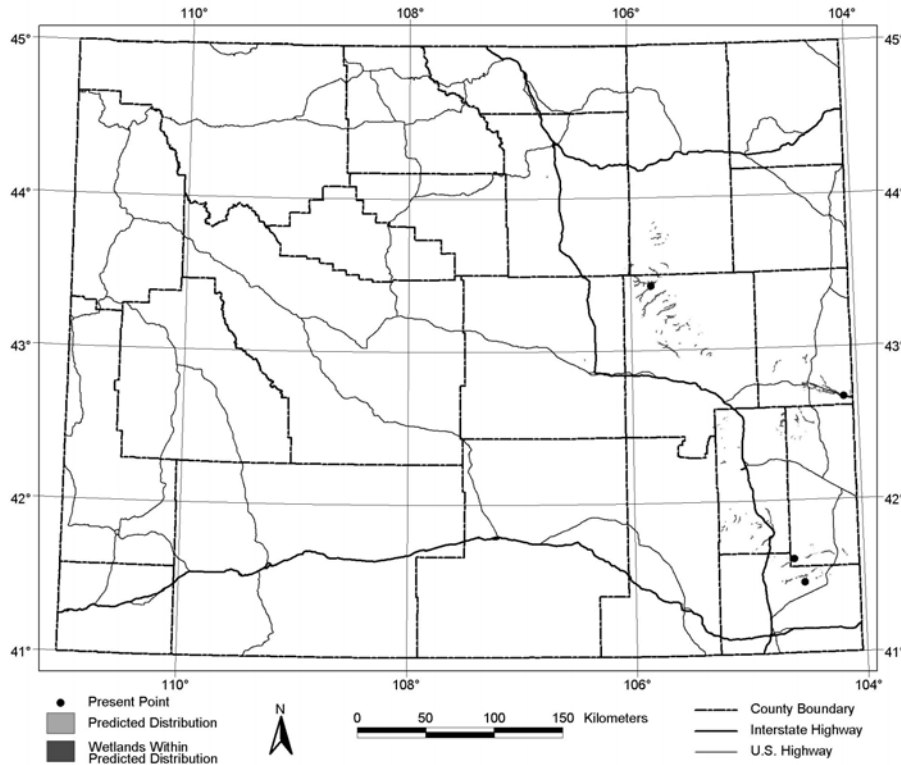 110° 108° 106° 104°
45° 45°
44° 44°
43° 43°
42° 42°
41° 41°
110° 108° 106° 104°
Present Point
Predicted Distribution
Wetlands Within
Predicted Distribution
N
0 50 100 150 Kilometers
County Boundary
Interstate Highway
U.S. Highway